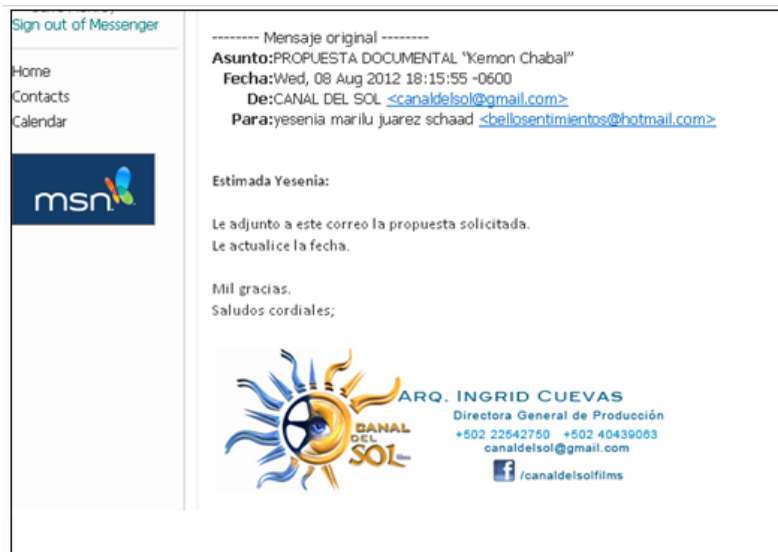 Sign out of Messenger
Home
Contacts
Calendar
msn
-------- Mensaje original --------
Asunto:PROPUESTA DOCUMENTAL "Kemon Chabal"
Fecha:Wed, 08 Aug 2012 18:15:55 -0600
De:CANAL DEL SOL <canaldelsol@gmail.com>
Para:yesenia marilu juarez schaad <bellosentimientos@hotmail.com>
Estimada Yesenia:
Le adjunto a este correo la propuesta solicitada.
Le actualice la fecha.
Mil gracias.
Saludos cordiales;
CANAL
DEL
SOL films
ARQ. INGRID CUEVAS
Directora General de Producción
+502 22542750 +502 40439063
canaldelsol@gmail.com
f /canaldelsolfilms